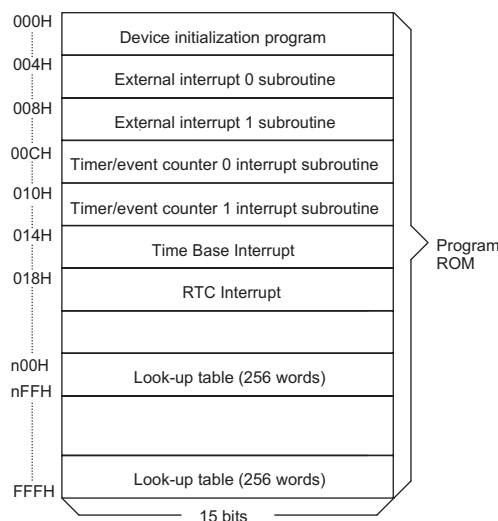 000H
Device initialization program
004H
External interrupt 0 subroutine
008H
External interrupt 1 subroutine
00CH
Timer/event counter 0 interrupt subroutine
010H
Timer/event counter 1 interrupt subroutine
014H
Time Base Interrupt
018H
RTC Interrupt
Program
ROM
n00H
Look-up table (256 words)
nFFH
Look-up table (256 words)
FFFH
15 bits